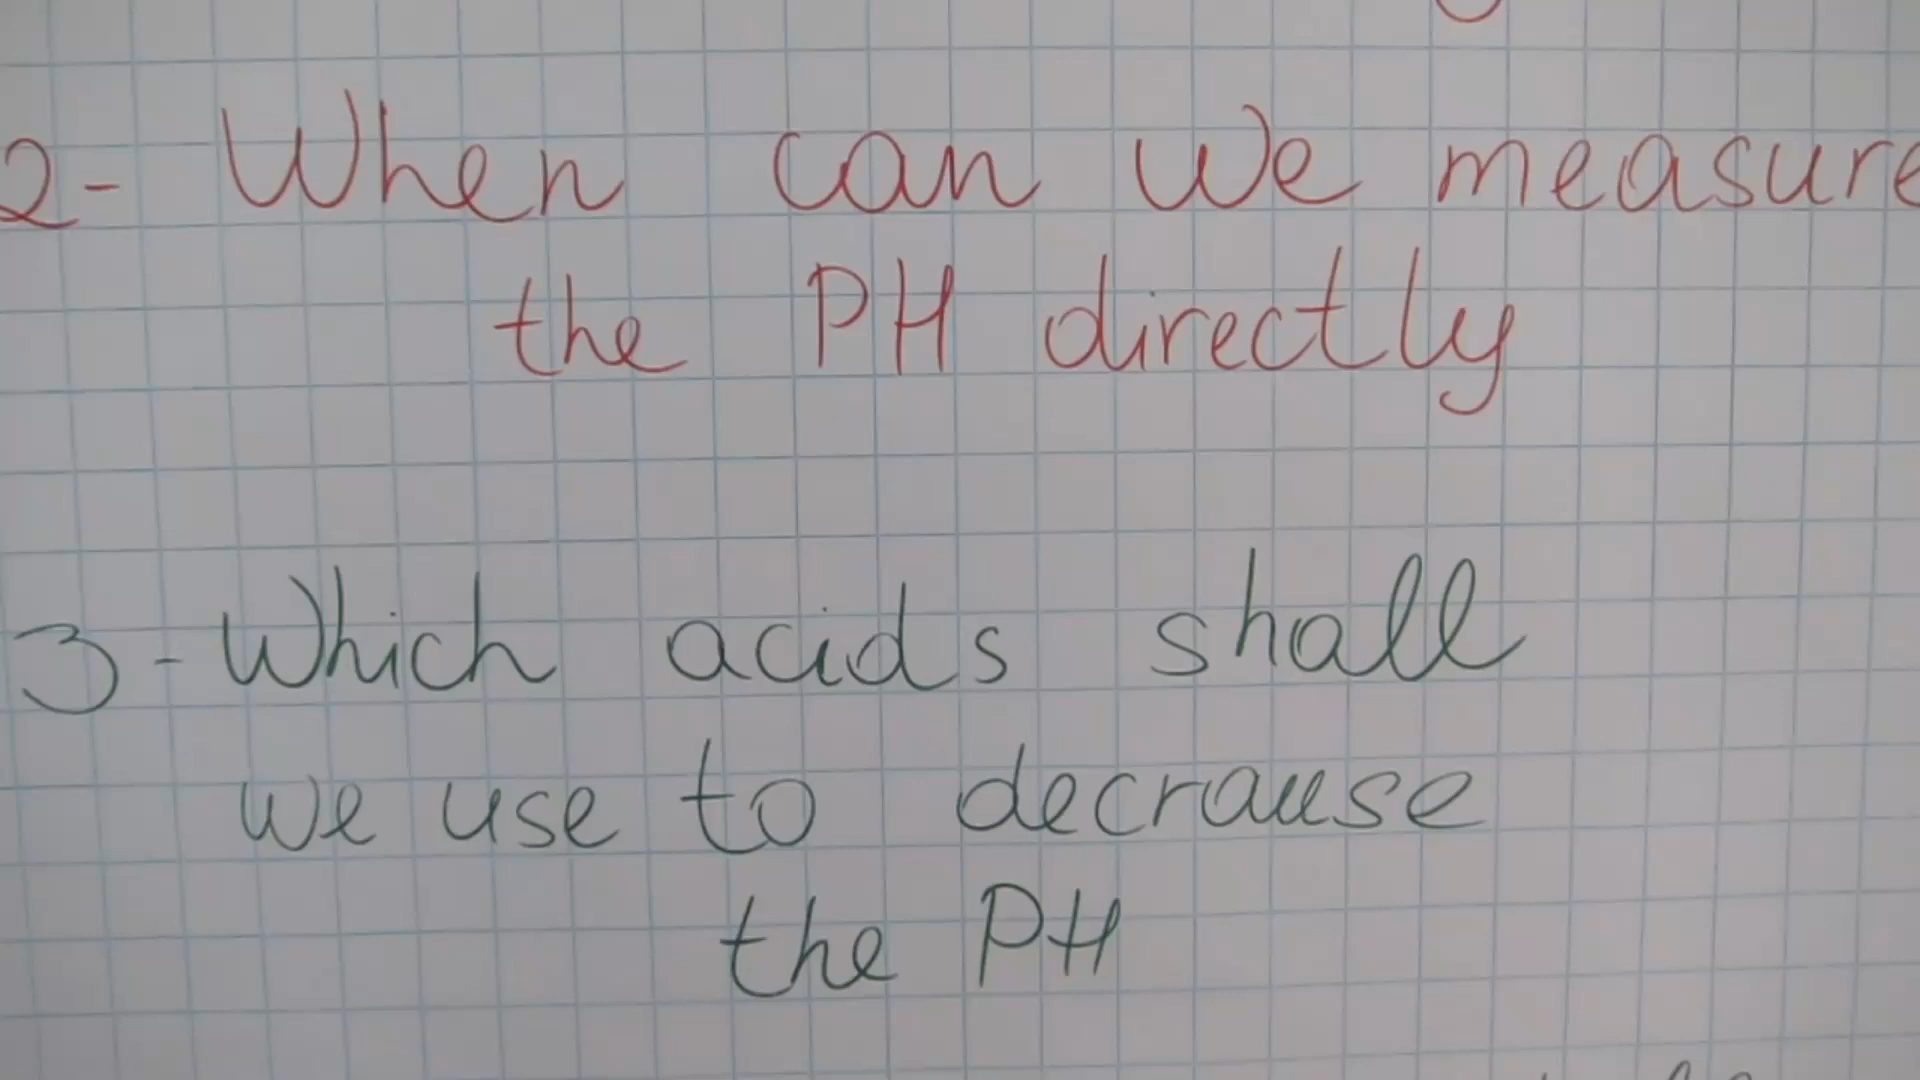 2- When can we measure
the PH directly
3- Which acids shall
we use to decrause
the PH